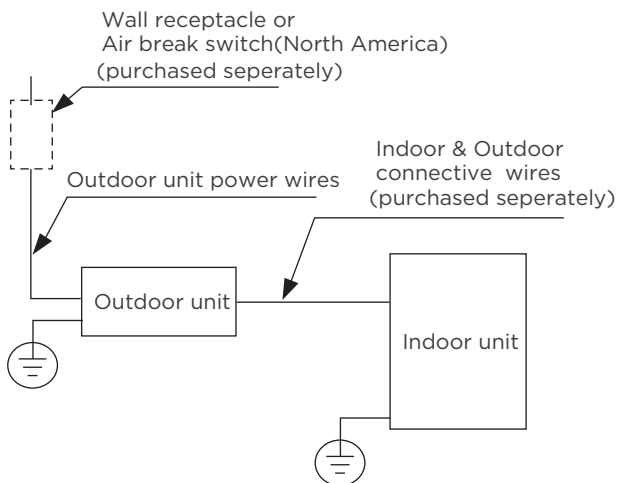 Wall receptacle or
Air break switch(North America)
(purchased seperately)
Indoor & Outdoor
connective wires
(purchased seperately)
Outdoor unit power wires
Outdoor unit
Indoor unit